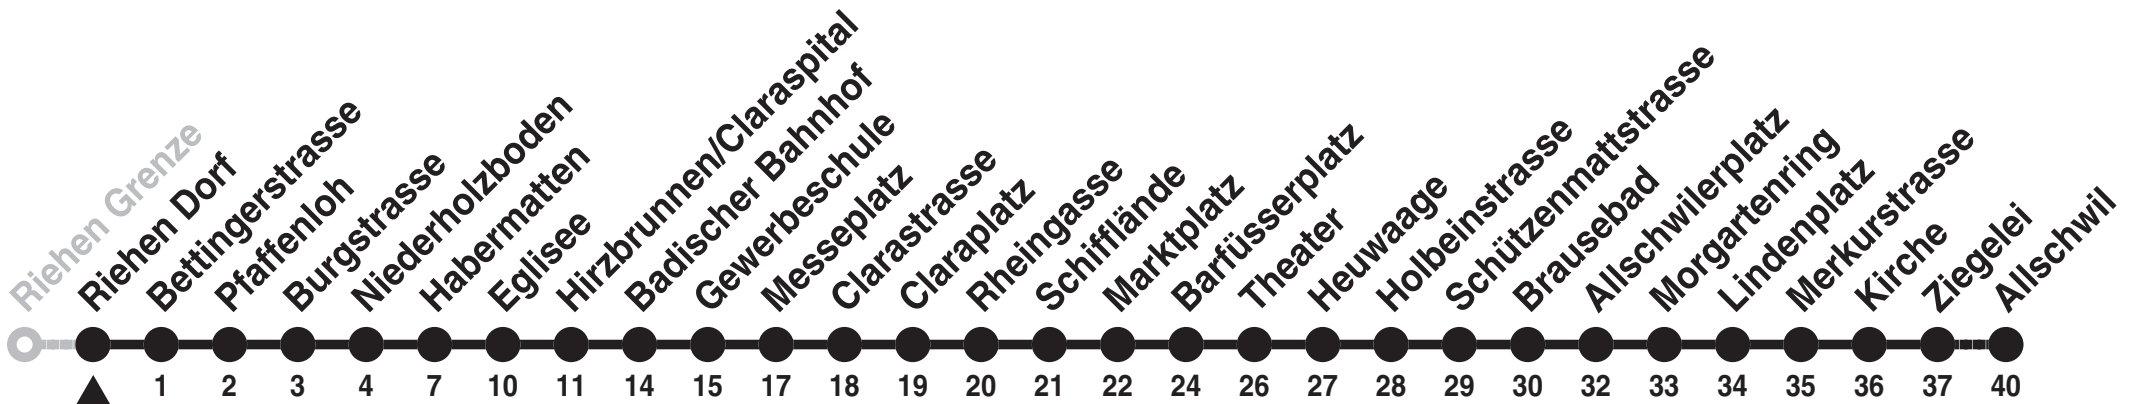 Riehen Grenze
Riehen Dorf
Bettingerstrasse
Pfaffenloh
Burgstrasse
Niederholzboden
Habermatten
Eglisee
Hirzbrunnen/Claraspital
Badischer Bahnhof
Gewerbeschule
Messeplatz
Clarastrasse
Claraplatz
Rheingasse
Schifflände
Marktplatz
Barfüsserplatz
Theater
Heuwaage
Holbeinstrasse
Schützenmattstrasse
Brausebad
Allschwilerplatz
Morgartenring
Lindenplatz
Merkurstrasse
Kirche
Ziegelei
Allschwil
1 2 3 4 7 10 11 14 15 17 18 19 20 21 22 24 26 27 28 29 30 32 33 34 35 36 37 40